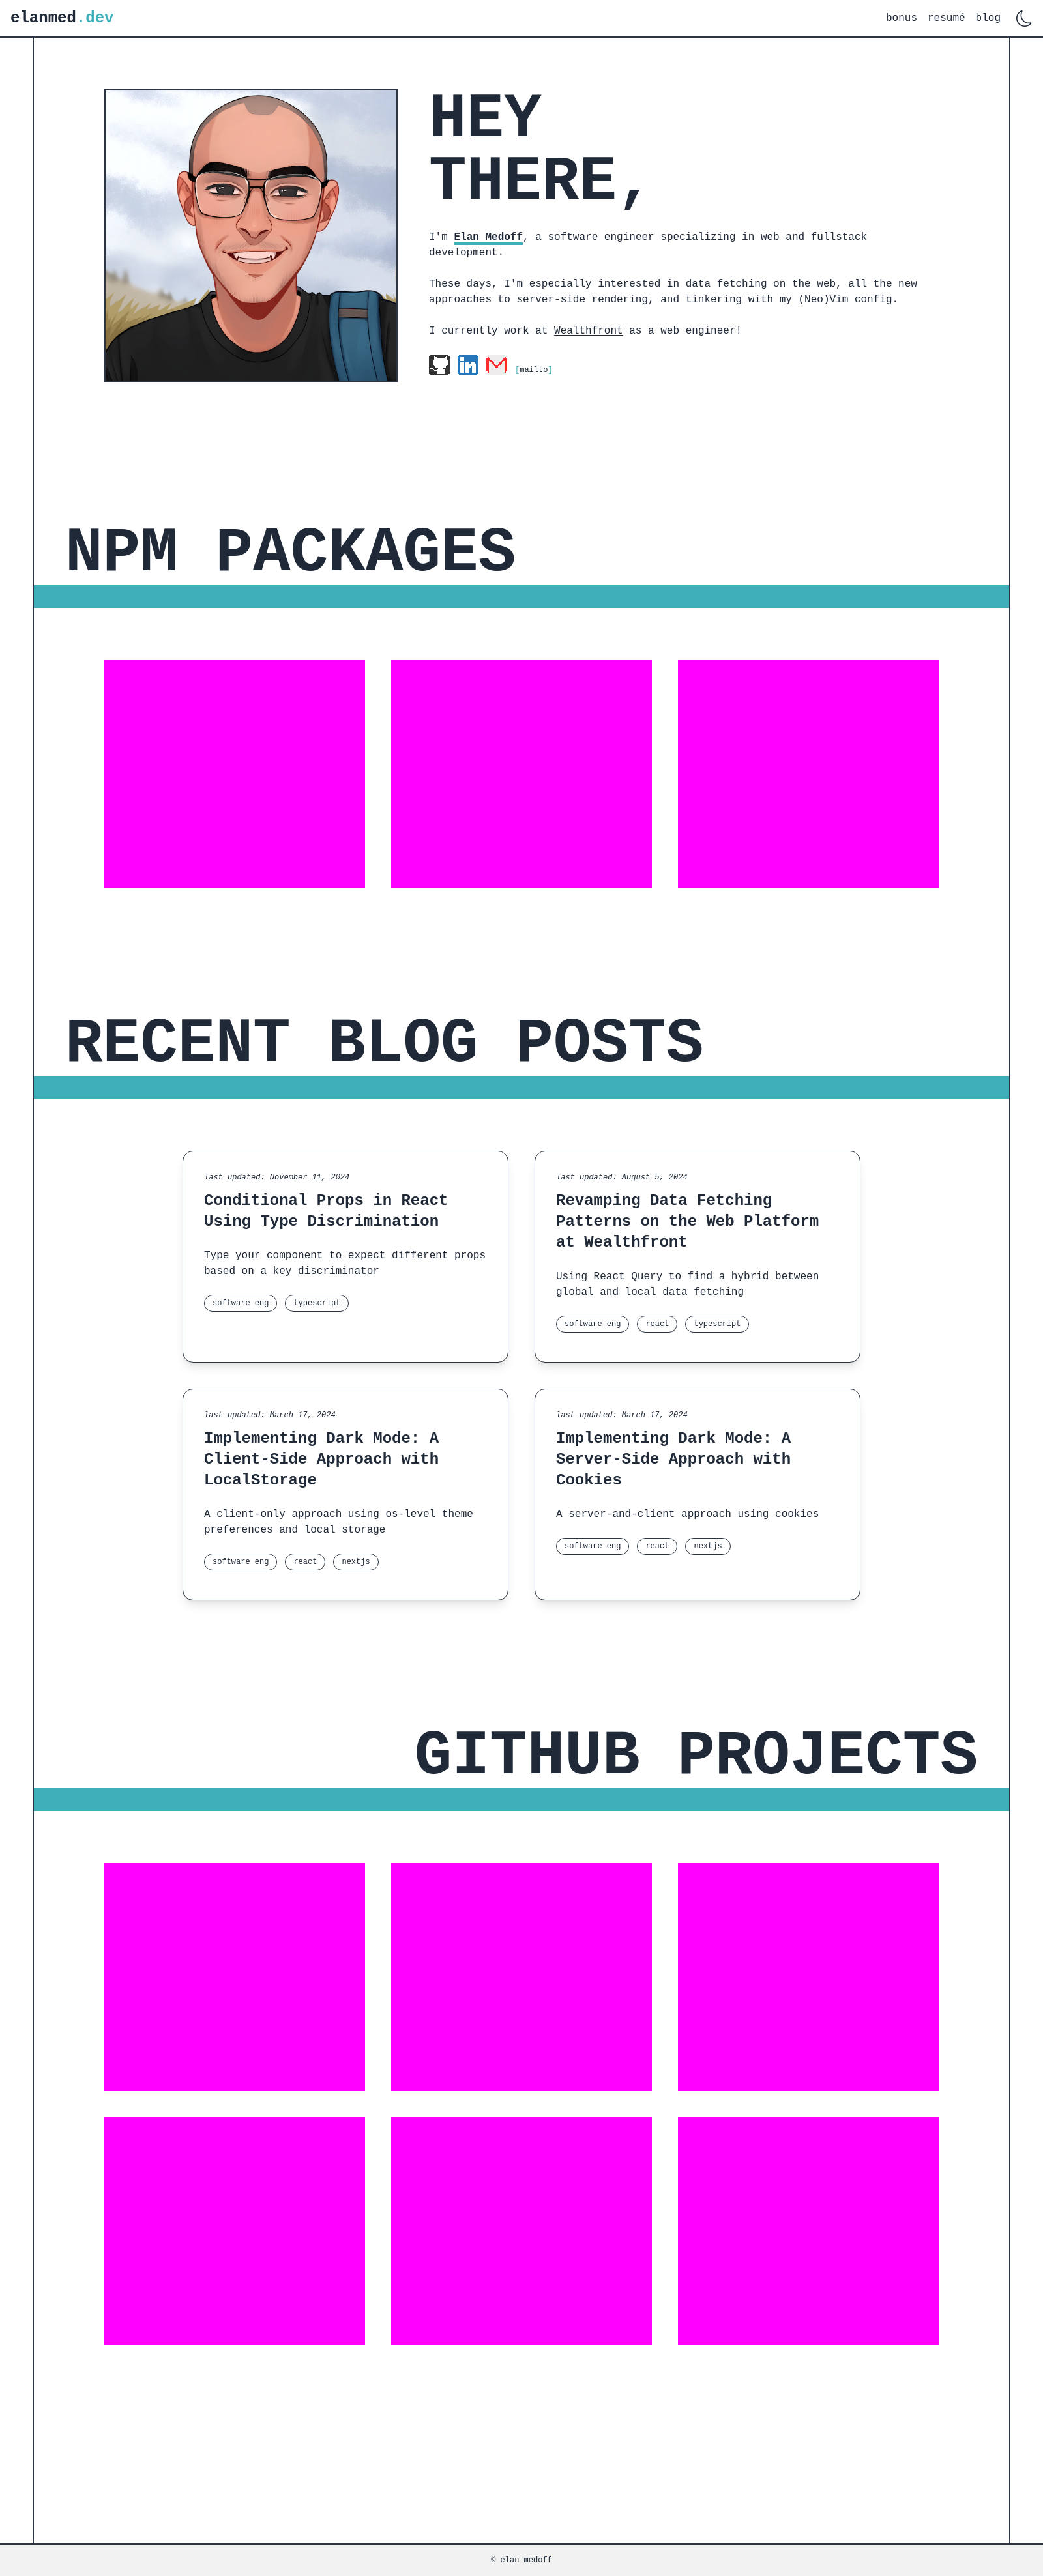 elanmed.dev
bonus resumé blog
HEY
THERE,
I'm Elan Medoff, a software engineer specializing in web and fullstack
development.
These days, I'm especially interested in data fetching on the web, all the new
approaches to server-side rendering, and tinkering with my (Neo)Vim config.
I currently work at Wealthfront as a web engineer!
in
[mailto]
NPM PACKAGES
RECENT BLOG POSTS
last updated: November 11, 2024
Conditional Props in React
Using Type Discrimination
Type your component to expect different props
based on a key discriminator
software eng typescript
last updated: August 5, 2024
Revamping Data Fetching
Patterns on the Web Platform
at Wealthfront
Using React Query to find a hybrid between
global and local data fetching
software eng react typescript
last updated: March 17, 2024
Implementing Dark Mode: A
Client-Side Approach with
LocalStorage
A client-only approach using os-level theme
preferences and local storage
software eng react nextjs
last updated: March 17, 2024
Implementing Dark Mode: A
Server-Side Approach with
Cookies
A server-and-client approach using cookies
software eng react nextjs
GITHUB PROJECTS
© elan medoff